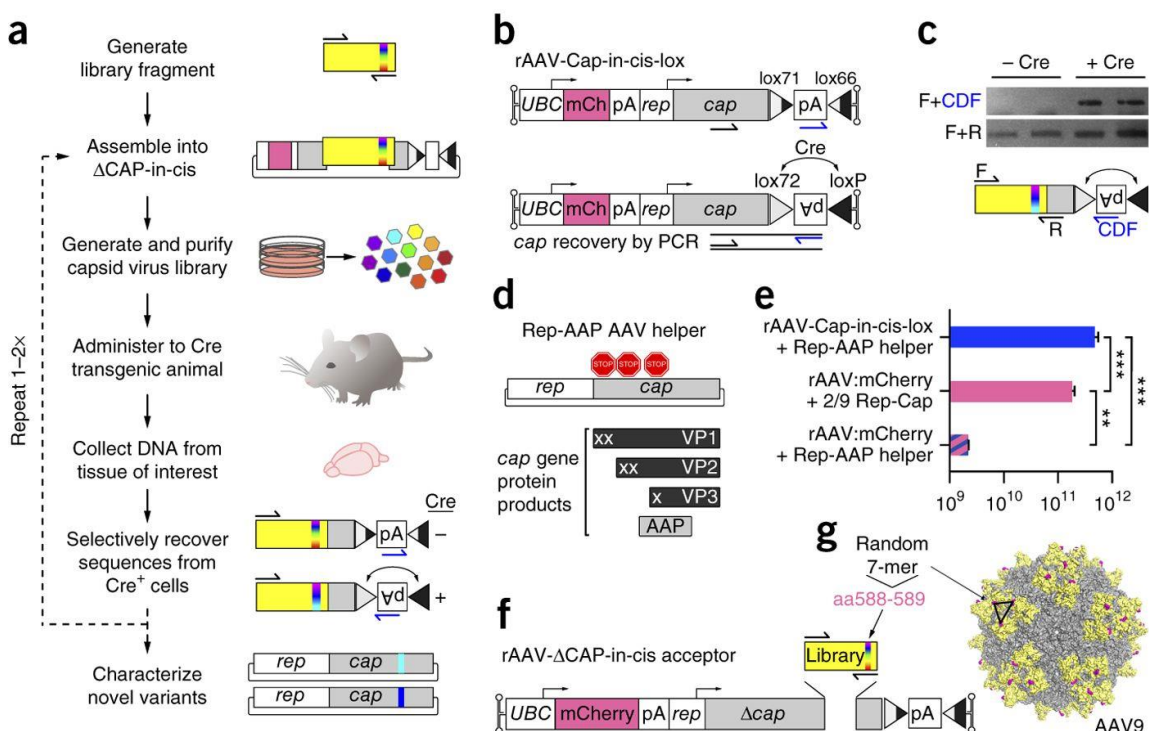 a
Generate
library fragment
Assemble into
ΔCAP-in-cis
Generate and purify
capsid virus library
Administer to Cre
transgenic animal
Collect DNA from
tissue of interest
Selectively recover
sequences from
Cre⁺ cells
Characterize
novel variants
Repeat 1–2×
Cre
pA
–
pA
+
rep cap
rep cap
b
rAAV-Cap-in-cis-lox
lox71 lox66
UBC mCh pA rep cap pA
Cre
lox72 loxP
UBC mCh pA rep cap pA
cap recovery by PCR
c
– Cre + Cre
F+CDF
F+R
F
pA
R CDF
d
Rep-AAP AAV helper
STOP STOP STOP
rep cap
cap gene
protein
products
xx VP1
xx VP2
x VP3
AAP
e
rAAV-Cap-in-cis-lox
+ Rep-AAP helper
rAAV:mCherry
+ 2/9 Rep-Cap
rAAV:mCherry
+ Rep-AAP helper
***
**
***
10⁹ 10¹⁰ 10¹¹ 10¹²
f
rAAV-ΔCAP-in-cis acceptor
Library
UBC mCherry pA rep Δcap pA
g
Random
7-mer
aa588-589
AAV9